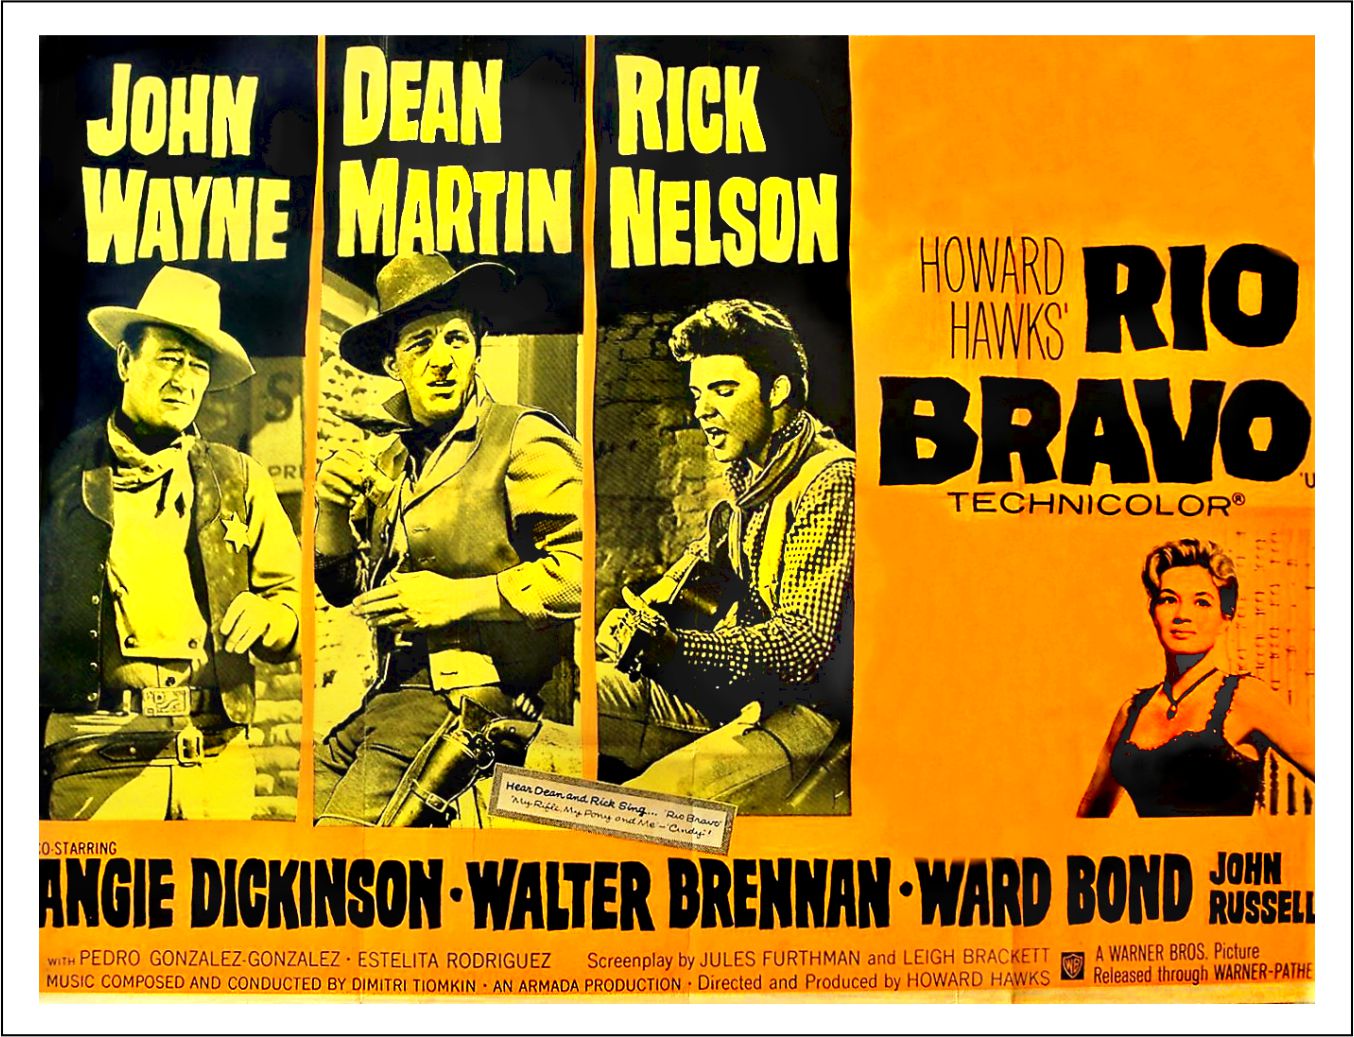 JOHN
WAYNE
DEAN
MARTIN
RICK
NELSON
HOWARD
HAWKS'
RIO
BRAVO
'U
TECHNICOLOR®
PRI
Hear Dean and Rick Sing... 'Rio Bravo'
'My Rifle, My Pony and Me' – 'Cindy'!
O-STARRING
ANGIE DICKINSON · WALTER BRENNAN · WARD BOND
JOHN
RUSSELL
WITH PEDRO GONZALEZ-GONZALEZ · ESTELITA RODRIGUEZ
Screenplay by JULES FURTHMAN and LEIGH BRACKETT
MUSIC COMPOSED AND CONDUCTED BY DIMITRI TIOMKIN · AN ARMADA PRODUCTION · Directed and Produced by HOWARD HAWKS
WB
A WARNER BROS. Picture
Released through WARNER-PATHE